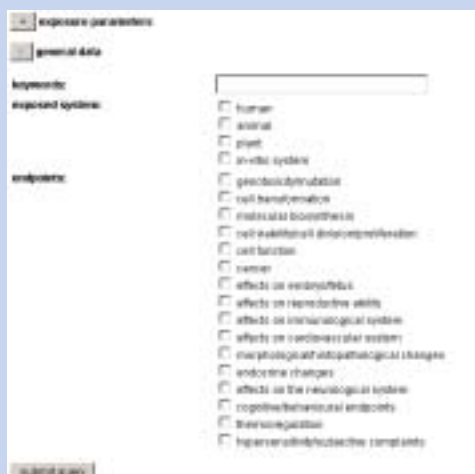 + exposure parameters
- general data
keywords:
exposed system:
human
animal
plant
in-vitro system
endpoints:
genotoxicity/mutation
cell transformation
molecular biosynthesis
cell viability/cell division/proliferation
cell function
cancer
effects on embryo/fetus
effects on reproductive ability
effects on immunological system
effects on cardiovascular system
morphological/histopathological changes
endocrine changes
effects on the neurological system
cognitive/behavioural endpoints
thermoregulation
hypersensitivity/subjective complaints
submit query